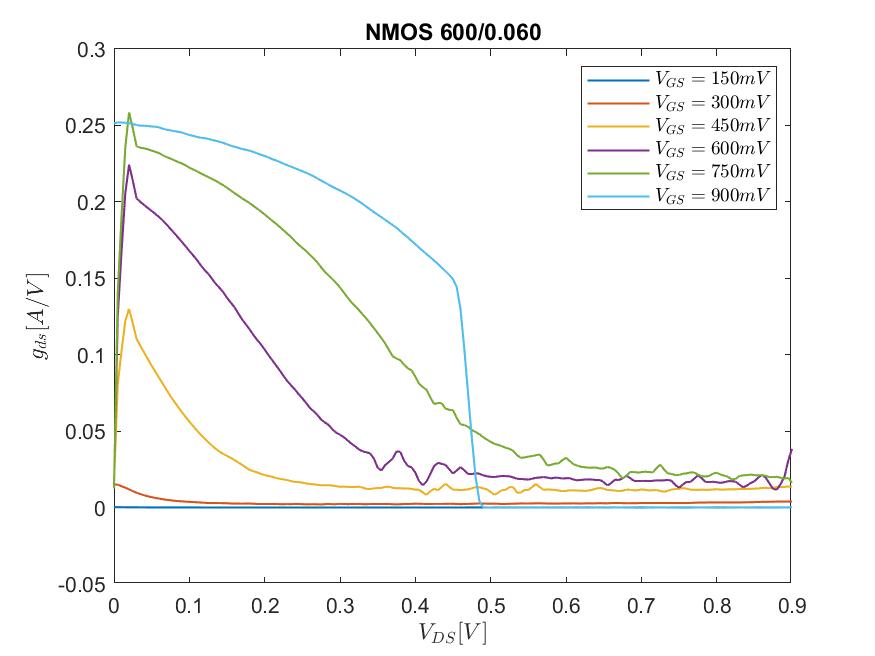 NMOS 600/0.060
0.3
0.25
0.2
0.15
0.1
0.05
0
-0.05
g_ds[A/V]
V_GS = 150mV
V_GS = 300mV
V_GS = 450mV
V_GS = 600mV
V_GS = 750mV
V_GS = 900mV
0 0.1 0.2 0.3 0.4 0.5 0.6 0.7 0.8 0.9
V_DS[V]